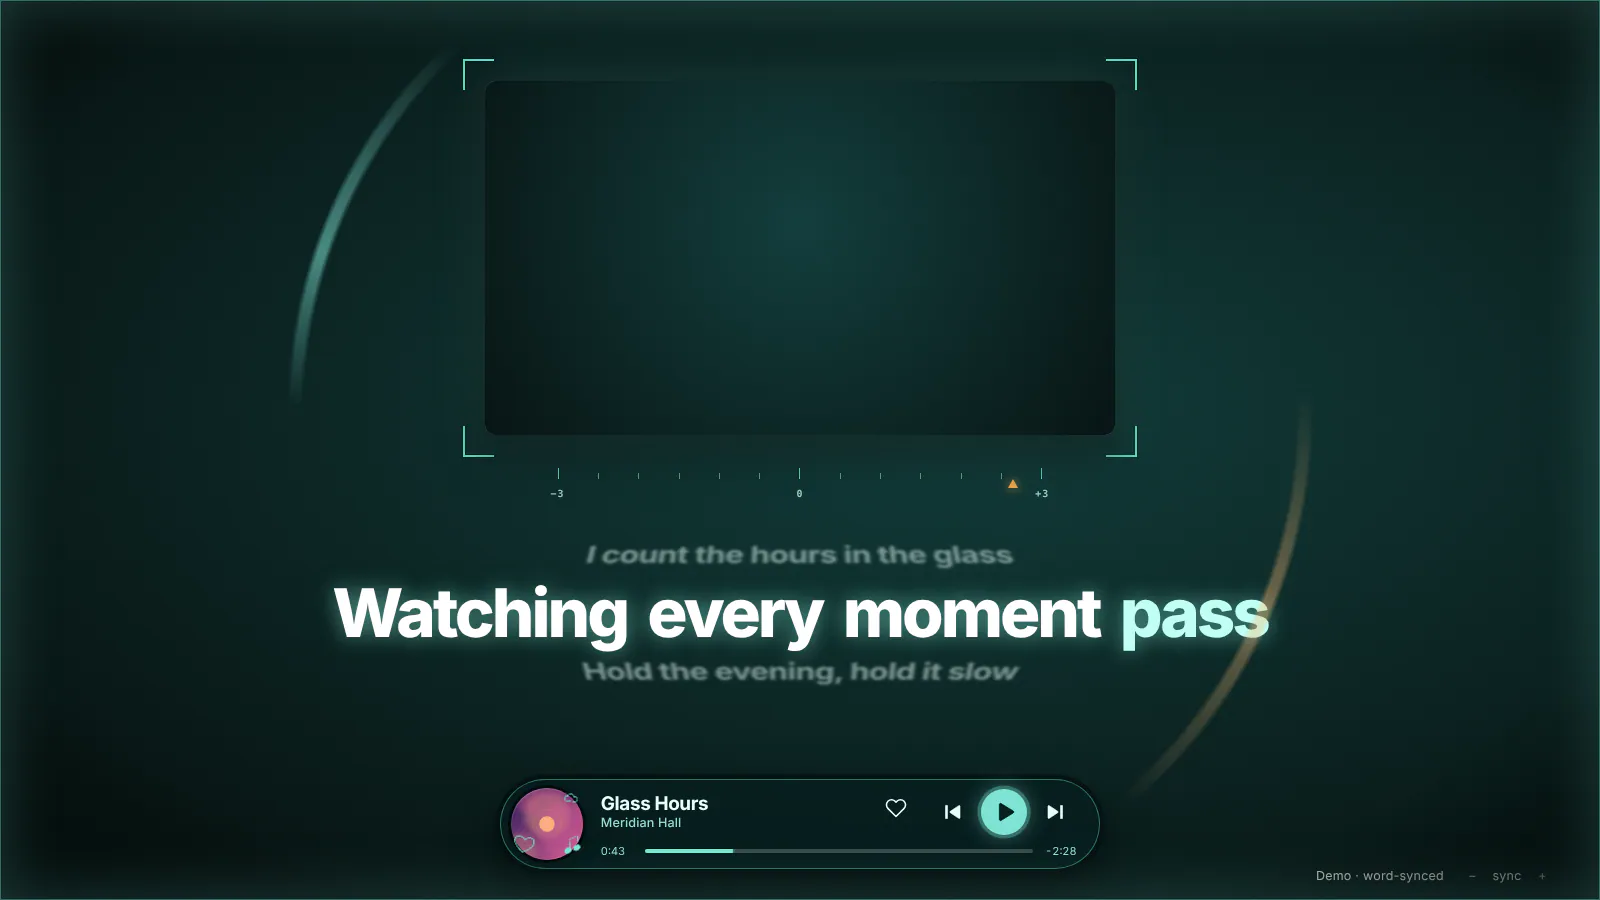 −3 0 +3
I count the hours in the glass
Watching every moment pass
Hold the evening, hold it slow
Glass Hours
Meridian Hall
0:43 -2:28
Demo · word-synced − sync +